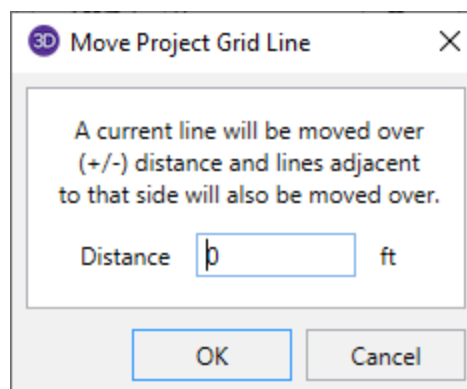 3D Move Project Grid Line
A current line will be moved over
(+/-) distance and lines adjacent
to that side will also be moved over.
Distance 0 ft
OK Cancel